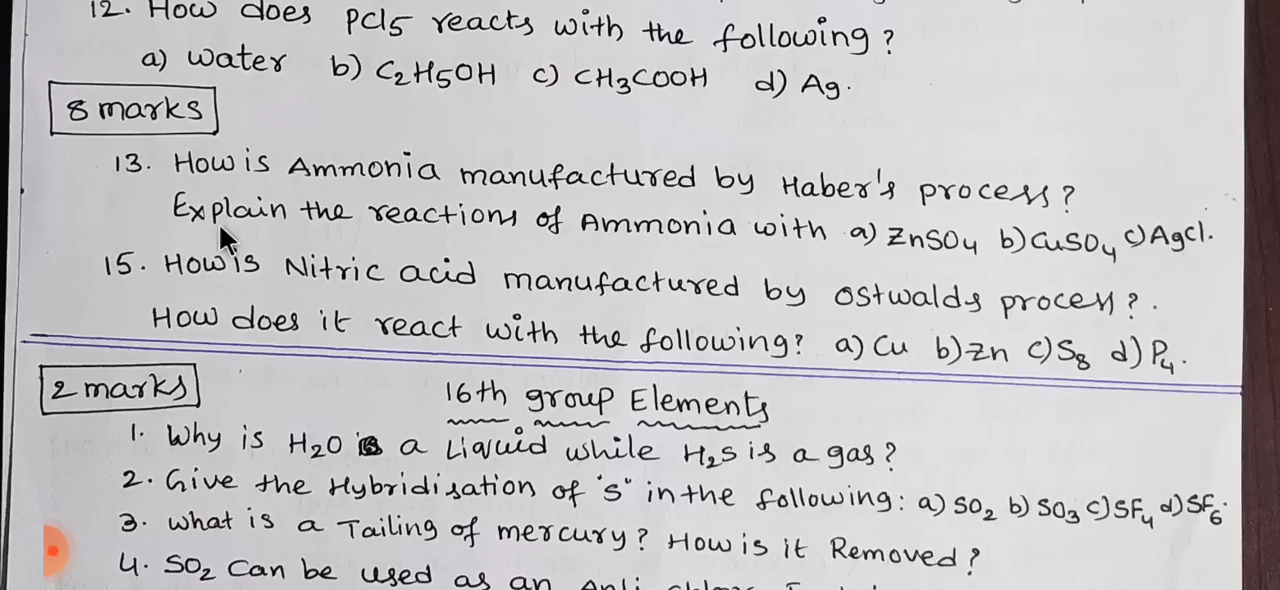 12. How does PCl5 reacts with the following?
a) water b) C2H5OH c) CH3COOH d) Ag.
8 marks
13. How is Ammonia manufactured by Haber's process?
Explain the reactions of Ammonia with a) ZnSO4 b) CuSO4 c) Agcl.
15. How is Nitric acid manufactured by ostwalds process?.
How does it react with the following? a) Cu b) Zn c) S8 d) P4.
2 marks
16th group Elements
1. Why is H2O is a Liquid while H2S is a gas?
2. Give the Hybridisation of "S" in the following: a) SO2 b) SO3 c) SF4 d) SF6.
3. what is a Tailing of mercury? How is it Removed?
4. SO2 Can be used as an Anti